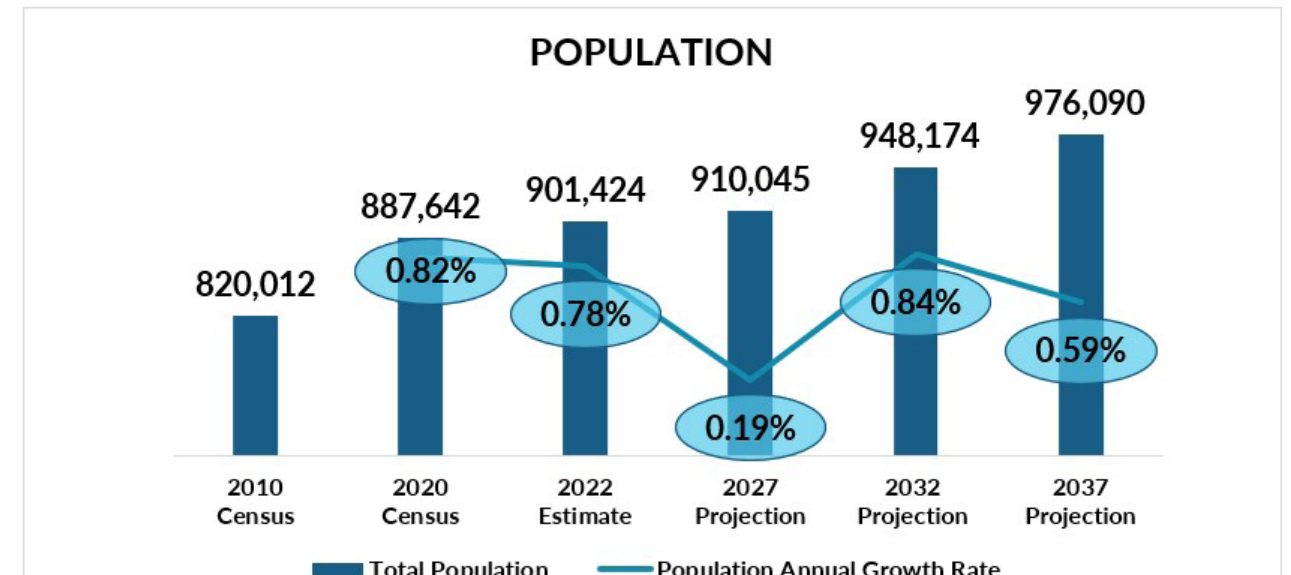 POPULATION
976,090
948,174
910,045
901,424
887,642
820,012
0.82%
0.78%
0.19%
0.84%
0.59%
2010 2020 2022 2027 2032 2037
Census Census Estimate Projection Projection Projection
Total Population Population Annual Growth Rate